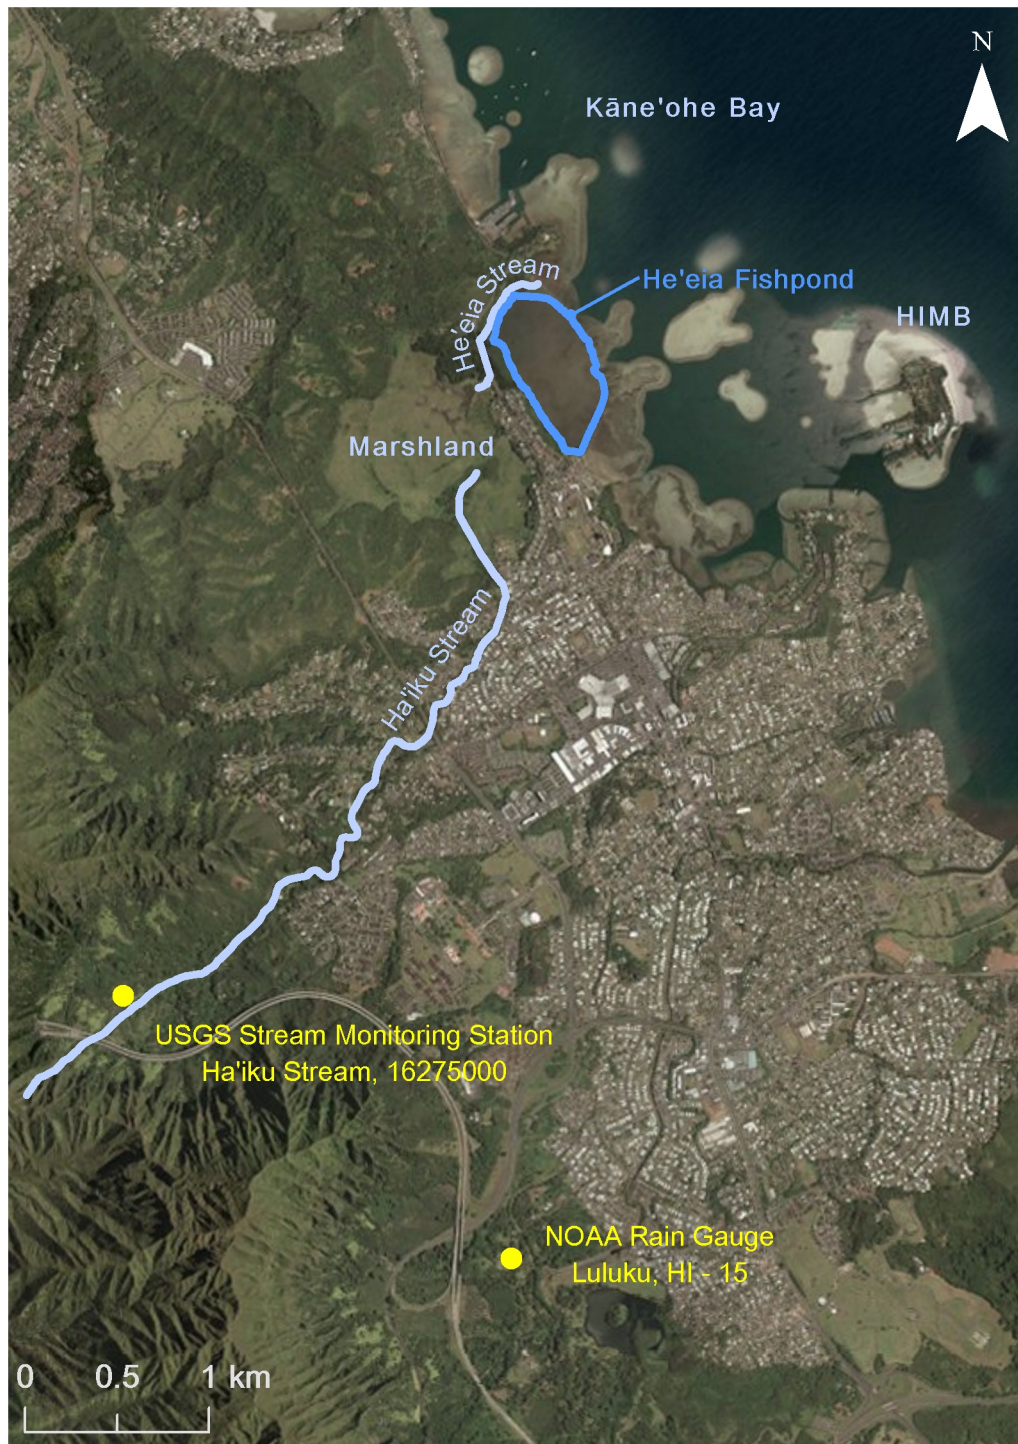 N
Kāne'ohe Bay
He'eia Stream
He'eia Fishpond
HIMB
Marshland
Ha'iku Stream
USGS Stream Monitoring Station
Ha'iku Stream, 16275000
NOAA Rain Gauge
Luluku, HI - 15
0 0.5 1 km